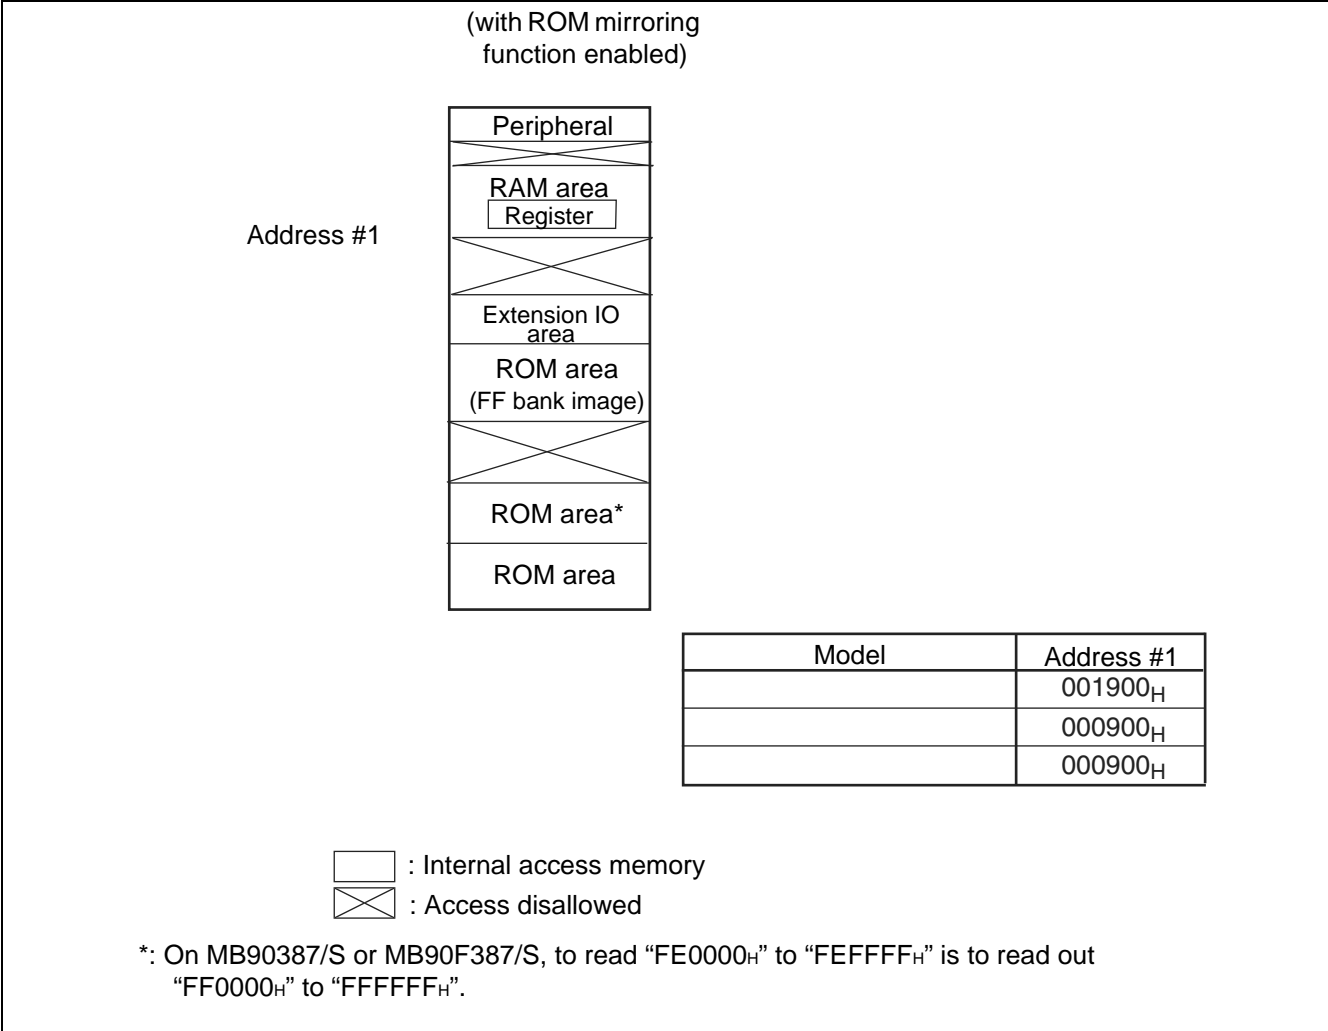 (with ROM mirroring
function enabled)
Peripheral
RAM area
Register
Address #1
Extension IO
area
ROM area
(FF bank image)
ROM area*
ROM area
Model Address #1
001900H
000900H
000900H
: Internal access memory
: Access disallowed
*: On MB90387/S or MB90F387/S, to read “FE0000H” to “FEFFFFH” is to read out
“FF0000H” to “FFFFFFH”.